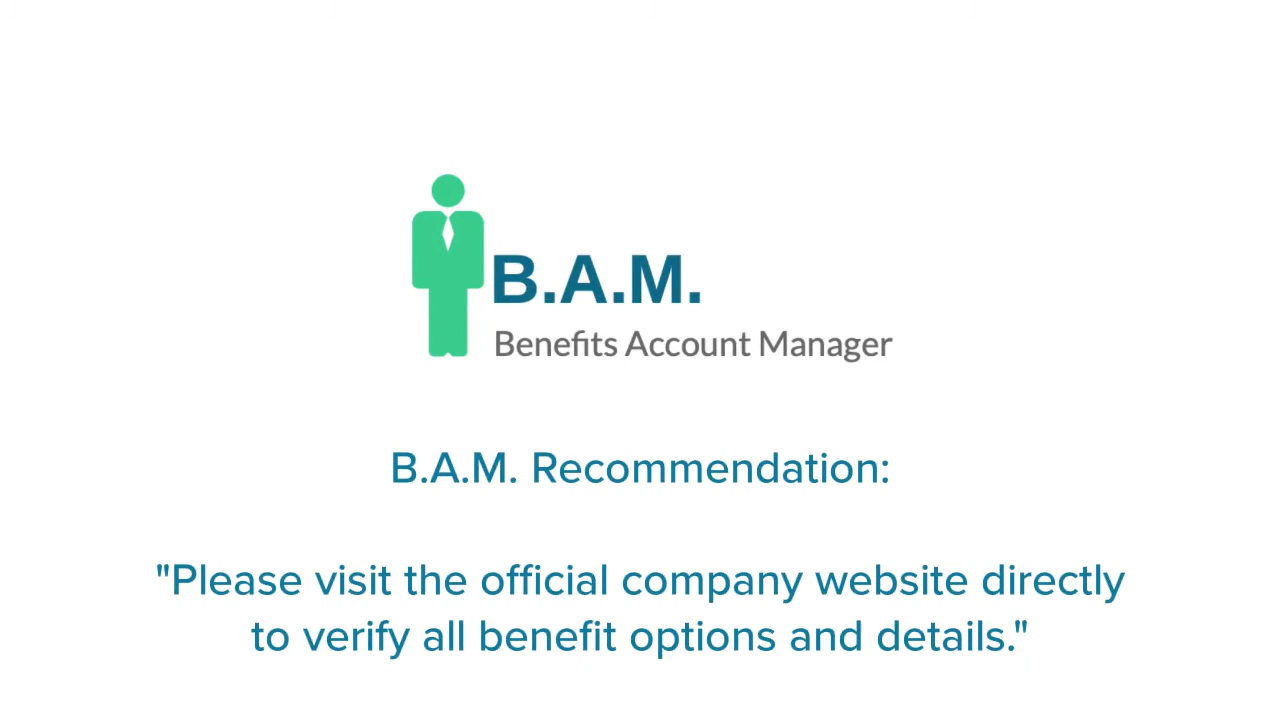 B.A.M.
Benefits Account Manager
B.A.M. Recommendation:
"Please visit the official company website directly
to verify all benefit options and details."